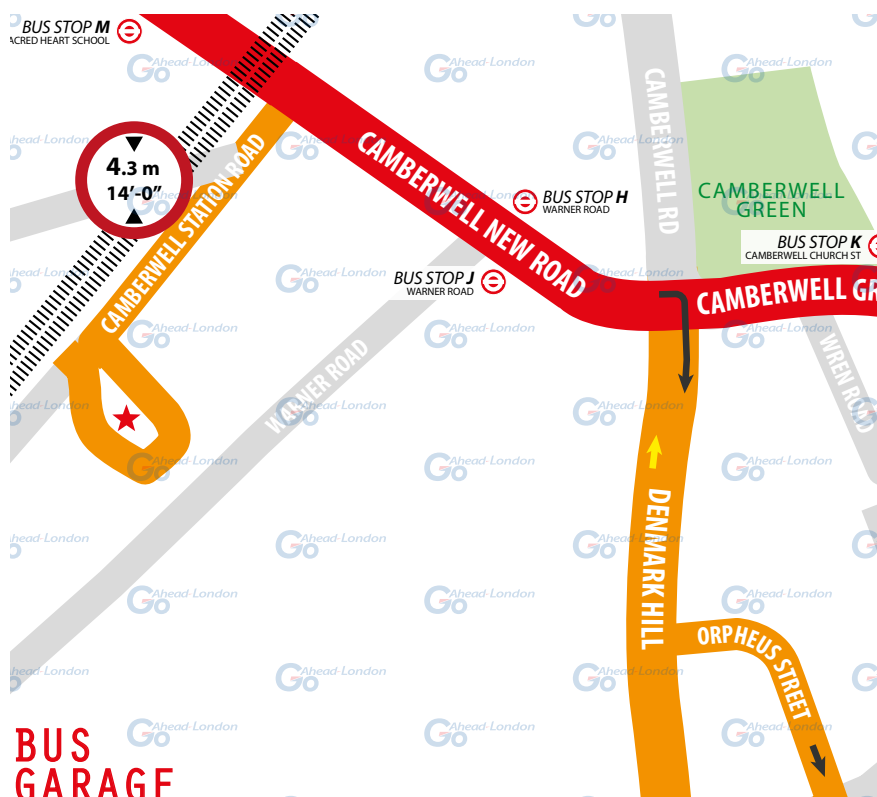 BUS STOP M
ACRED HEART SCHOOL
4.3 m
14'-0"
CAMBERWELL STATION ROAD
CAMBERWELL NEW ROAD
CAMBERWELL RD
CAMBERWELL
GREEN
BUS STOP H
WARNER ROAD
BUS STOP K
CAMBERWELL CHURCH ST
BUS STOP J
WARNER ROAD
CAMBERWELL GR
WREN ROAD
WARNER ROAD
DENMARK HILL
ORPHEUS STREET
BUS
GARAGE
Go Ahead-London